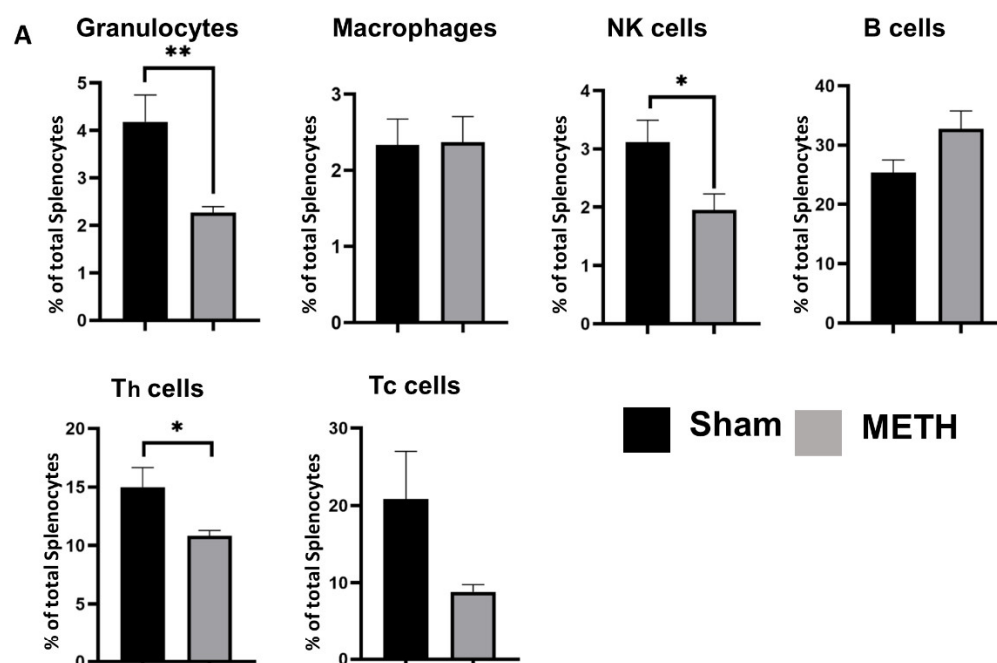 A
Granulocytes
**
% of total Splenocytes
5
4
3
2
1
0
Macrophages
% of total Splenocytes
3
2
1
0
NK cells
*
% of total Splenocytes
4
3
2
1
0
B cells
% of total Splenocytes
40
30
20
10
0
Th cells
*
% of total Splenocytes
20
15
10
5
0
Tc cells
% of total Splenocytes
30
20
10
0
Sham
METH